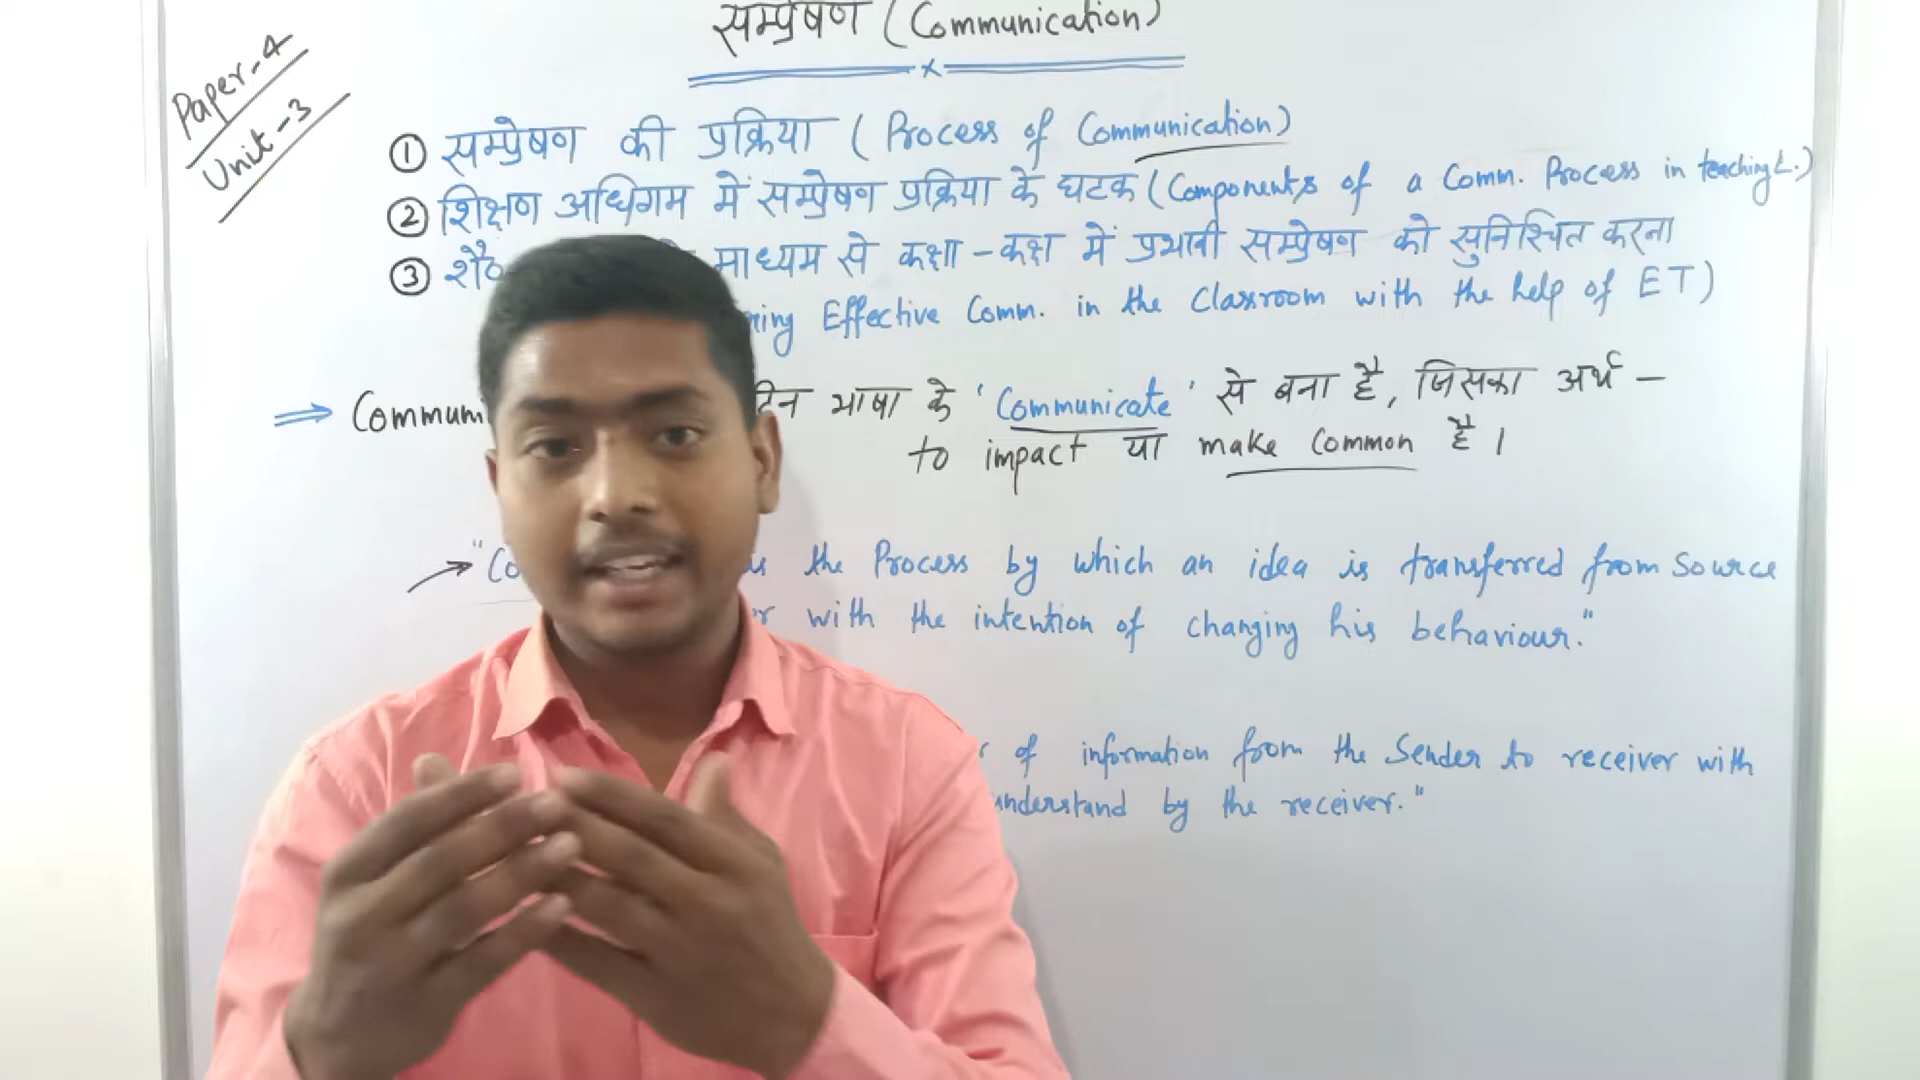 सम्प्रेषण (Communication)
Paper-4
Unit-3
① सम्प्रेषण की प्रक्रिया (Process of Communication)
② शिक्षण अधिगम में सम्प्रेषण प्रक्रिया के घटक (Components of a Comm. Process in teaching L.)
③ माध्यम से कक्षा-कक्ष में प्रभावी सम्प्रेषण को सुनिश्चित करना
Effective Comm. in the Classroom with the help of ET)
⇒ भाषा के 'Communicate' से बना है, जिसका अर्थ -
to impact या make Common है।
→ is the Process by which an idea is transferred from Source
with the intention of changing his behaviour."
of information from the Sender to receiver with
understand by the receiver."